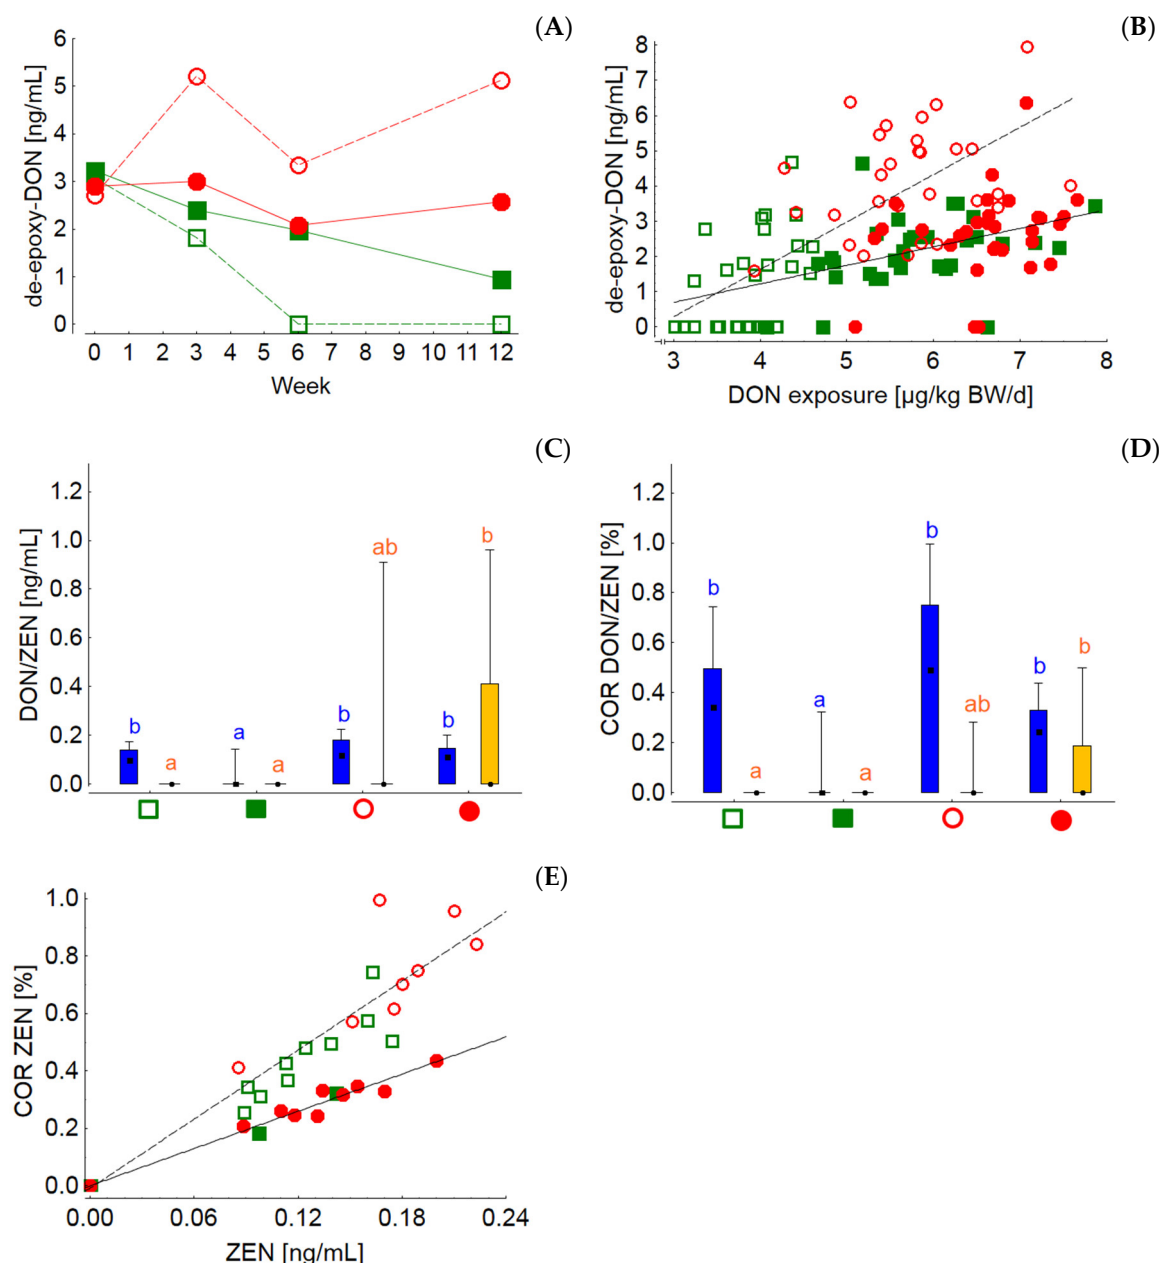 (A)
de-epoxy-DON [ng/mL]
6
5
4
3
2
1
0
0 1 2 3 4 5 6 7 8 9 10 11 12
Week
(B)
de-epoxy-DON [ng/mL]
8
7
6
5
4
3
2
1
0
3 4 5 6 7 8
DON exposure [µg/kg BW/d]
(C)
DON/ZEN [ng/mL]
1.2
1.0
0.8
0.6
0.4
0.2
0.0
b a a a b ab b b
(D)
COR DON/ZEN [%]
1.2
1.0
0.8
0.6
0.4
0.2
0.0
b a a a b ab b b
(E)
COR ZEN [%]
1.0
0.8
0.6
0.4
0.2
0.0
0.00 0.06 0.12 0.18 0.24
ZEN [ng/mL]